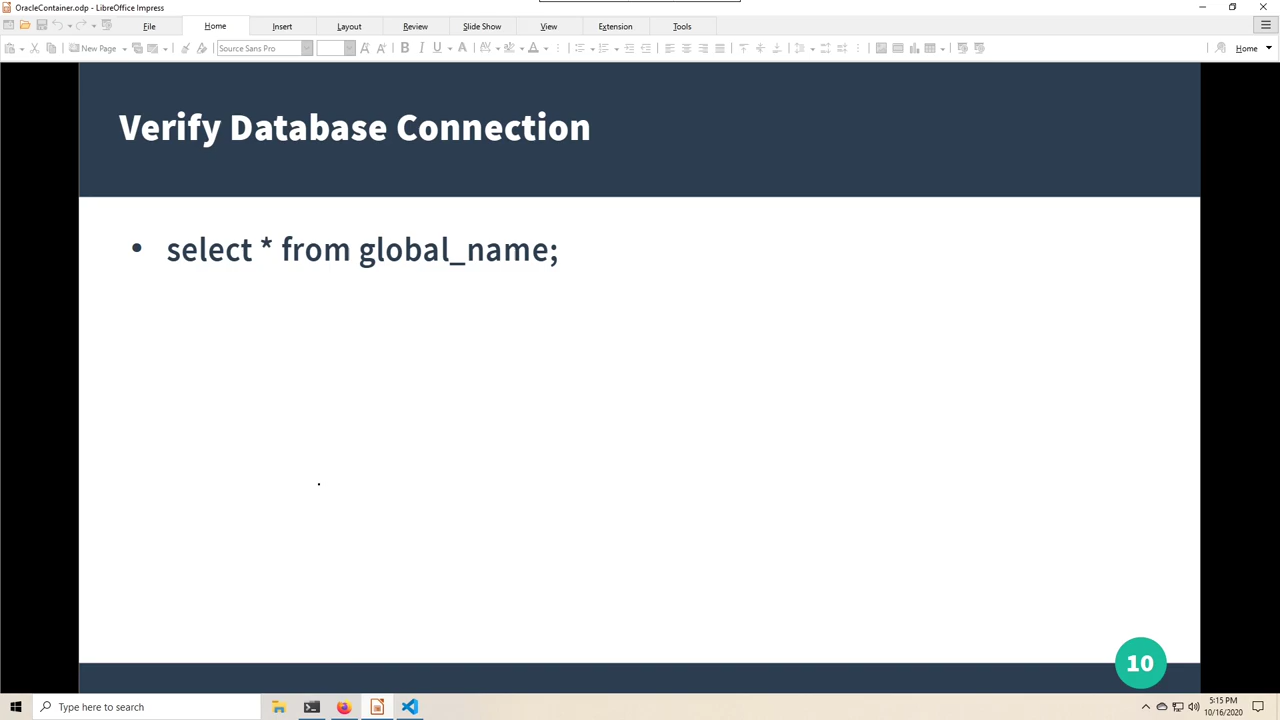 OracleContainer.odp - LibreOffice Impress
File Home Insert Layout Review Slide Show View Extension Tools
New Page Source Sans Pro B I U A A Home
Verify Database Connection
• select * from global_name;
10
Type here to search
5:15 PM
10/16/2020